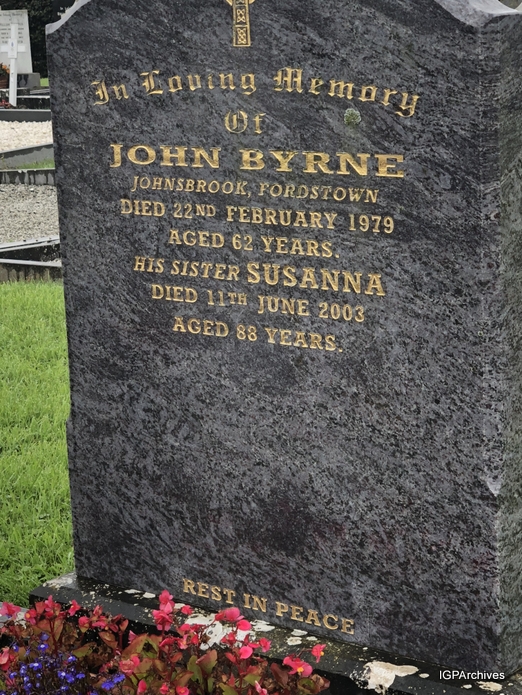 In Loving Memory
Of
JOHN BYRNE
JOHNSBROOK, FORDSTOWN
DIED 22ND FEBRUARY 1979
AGED 62 YEARS.
HIS SISTER SUSANNA
DIED 11TH JUNE 2003
AGED 88 YEARS.
REST IN PEACE
IGPArchives